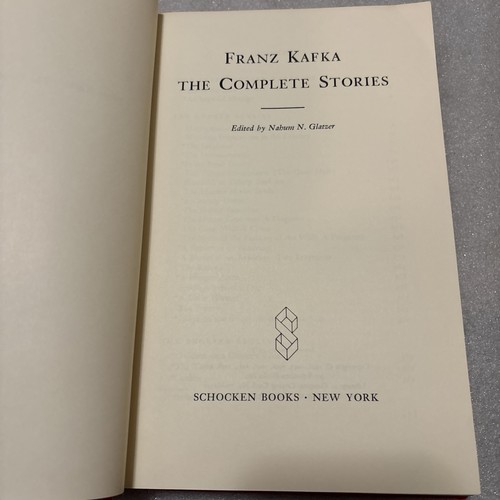 FRANZ KAFKA
THE COMPLETE STORIES
Edited by Nahum N. Glatzer
SCHOCKEN BOOKS · NEW YORK